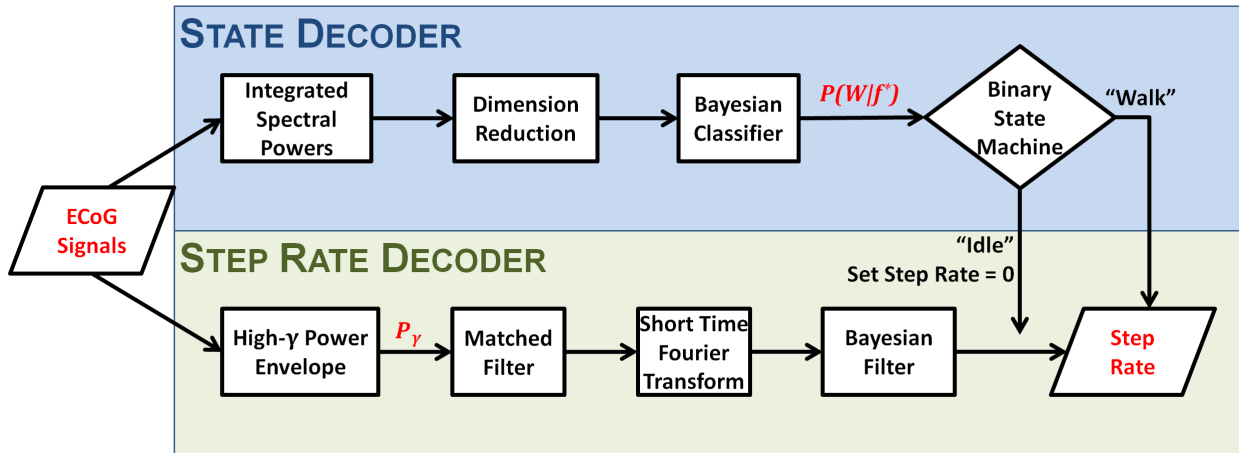 STATE DECODER
Integrated
Spectral
Powers
Dimension
Reduction
Bayesian
Classifier
P(W|f*)
Binary
State
Machine
“Walk”
ECoG
Signals
“Idle”
Set Step Rate = 0
STEP RATE DECODER
High-γ Power
Envelope
Pγ
Matched
Filter
Short Time
Fourier
Transform
Bayesian
Filter
Step
Rate